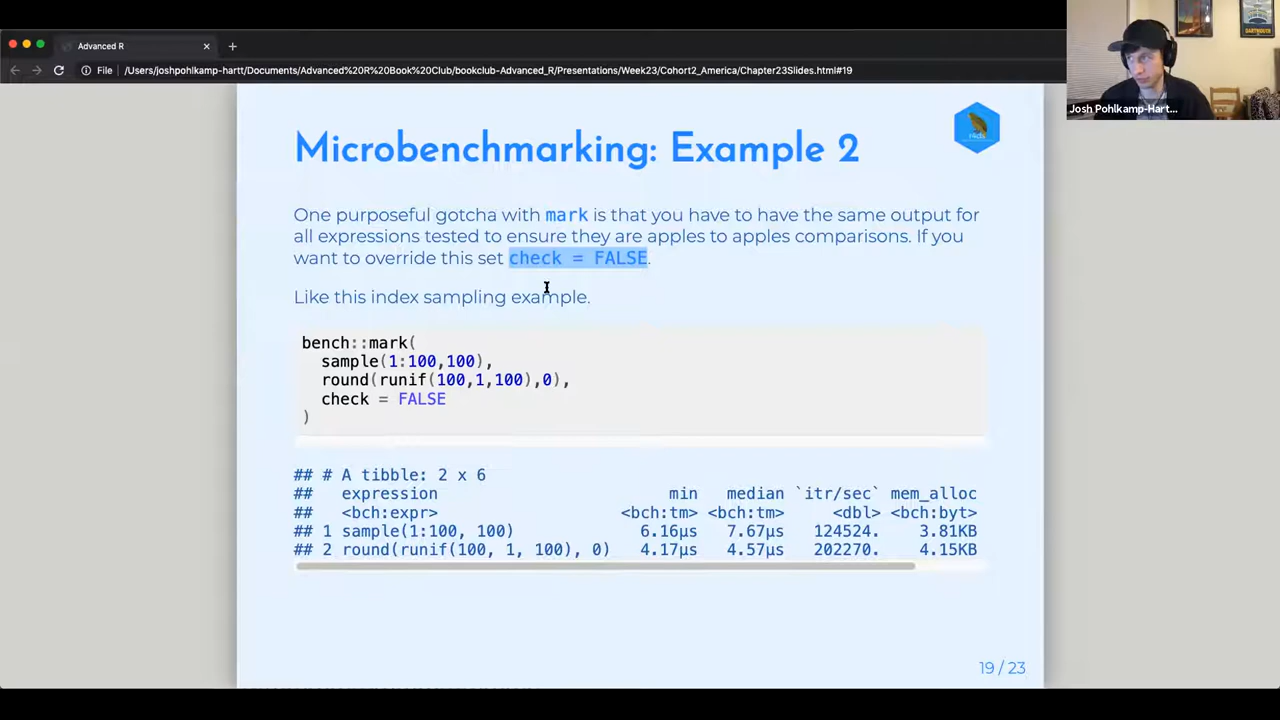 Advanced R
File
/Users/joshpohlkamp-hartt/Documents/Advanced%20R%20Book%20Club/bookclub-Advanced_R/Presentations/Week23/Cohort2_America/Chapter23Slides.html#19
Josh Pohlkamp-Hart...
Microbenchmarking: Example 2
r4ds
One purposeful gotcha with mark is that you have to have the same output for
all expressions tested to ensure they are apples to apples comparisons. If you
want to override this set check = FALSE.
Like this index sampling example.
bench::mark(
  sample(1:100,100),
  round(runif(100,1,100),0),
  check = FALSE
)
## # A tibble: 2 x 6
##   expression                        min   median `itr/sec` mem_alloc
##   <bch:expr>                   <bch:tm> <bch:tm>     <dbl> <bch:byt>
## 1 sample(1:100, 100)             6.16µs   7.67µs   124524.    3.81KB
## 2 round(runif(100, 1, 100), 0)   4.17µs   4.57µs   202270.    4.15KB
19 / 23